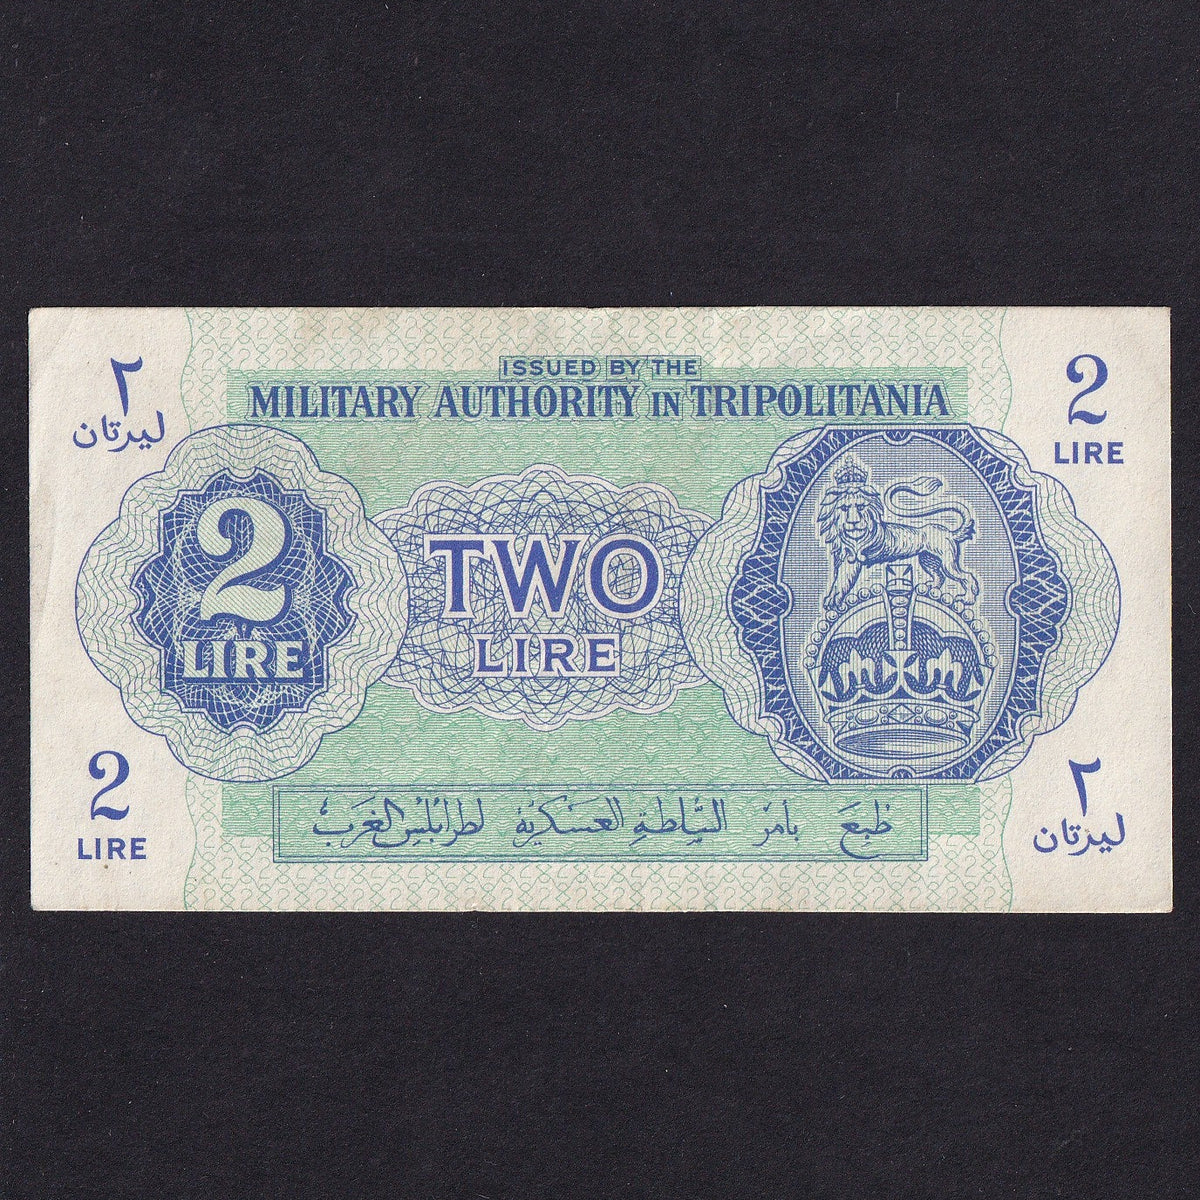 ٢
ليرتان
ISSUED BY THE
MILITARY AUTHORITY IN TRIPOLITANIA
2
LIRE
2
LIRE
TWO
LIRE
2
LIRE
طبع بأمر السلطة العسكرية لطرابلس الغرب
٢
ليرتان